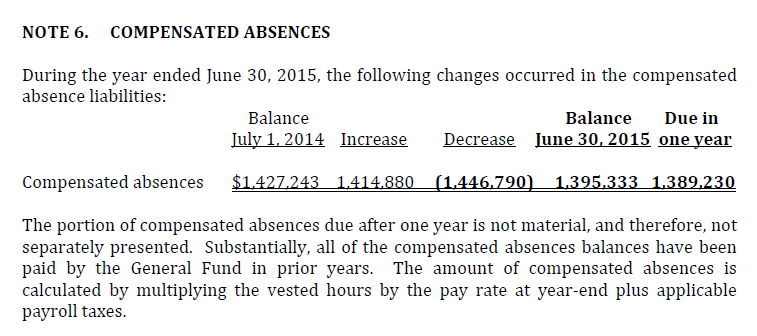 NOTE 6. COMPENSATED ABSENCES
During the year ended June 30, 2015, the following changes occurred in the compensated
absence liabilities:
Balance Balance Due in
July 1, 2014 Increase Decrease June 30, 2015 one year
Compensated absences $1,427,243 1,414,880 (1,446,790) 1,395,333 1,389,230
The portion of compensated absences due after one year is not material, and therefore, not
separately presented. Substantially, all of the compensated absences balances have been
paid by the General Fund in prior years. The amount of compensated absences is
calculated by multiplying the vested hours by the pay rate at year-end plus applicable
payroll taxes.